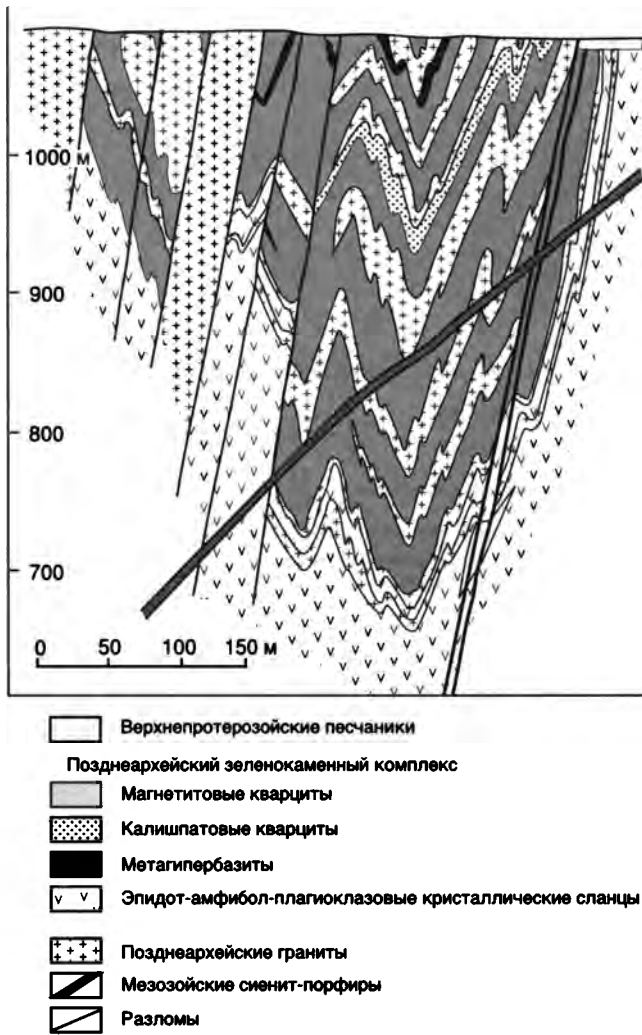 1000 м
900
800
700
0 50 100 150 м
Верхнепротерозойские песчаники
Позднеархейский зеленокаменный комплекс
Магнетитовые кварциты
Калишпатовые кварциты
Метагипербазиты
Эпидот-амфибол-плагиоклазовые кристаллические сланцы
Позднеархейские граниты
Мезозойские сиенит-порфиры
Разломы